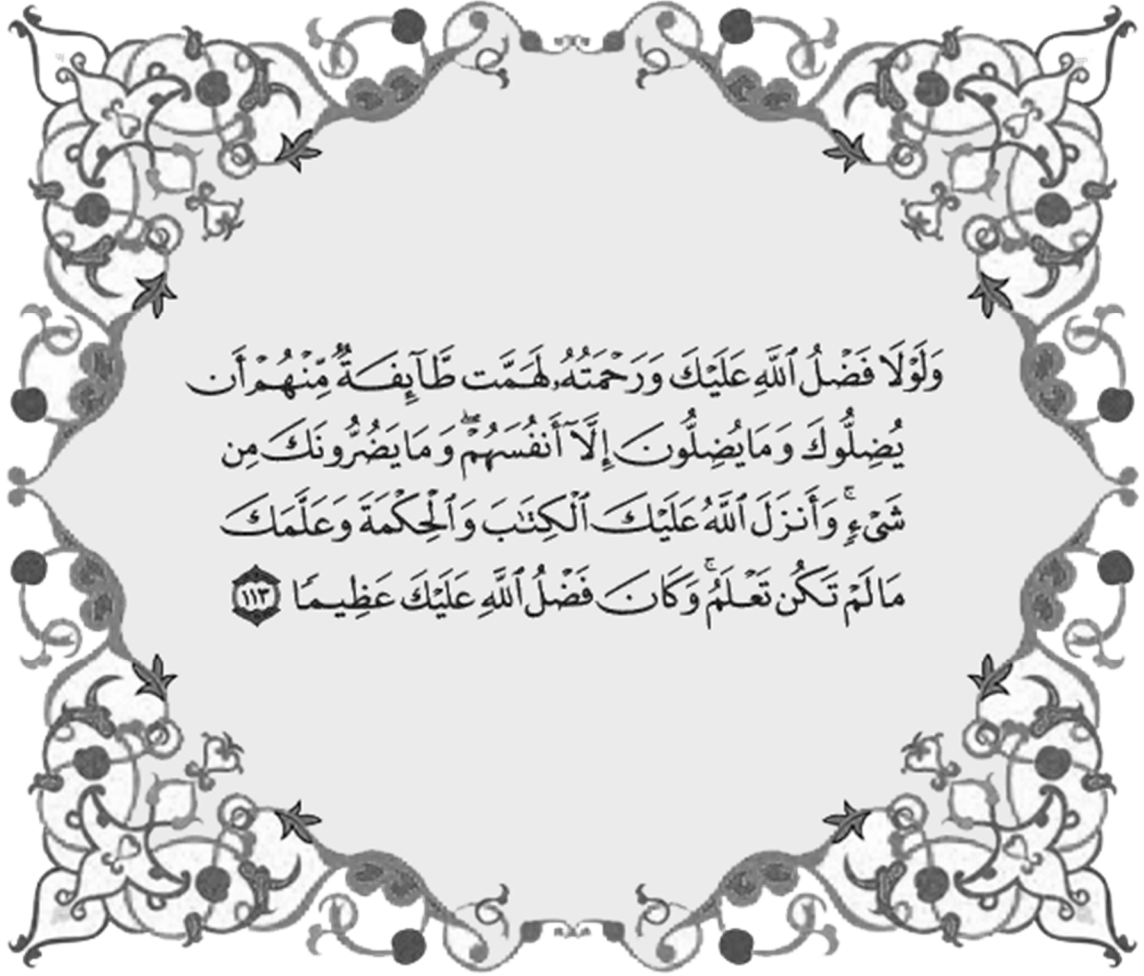 وَلَوْلَا فَضْلُ ٱللَّهِ عَلَيْكَ وَرَحْمَتُهُۥ لَهَمَّت طَّآئِفَةٌ مِّنْهُمْ أَن
يُضِلُّوكَ وَمَا يُضِلُّونَ إِلَّآ أَنفُسَهُمْ ۖ وَمَا يَضُرُّونَكَ مِن
شَىْءٍ ۚ وَأَنزَلَ ٱللَّهُ عَلَيْكَ ٱلْكِتَٰبَ وَٱلْحِكْمَةَ وَعَلَّمَكَ
مَا لَمْ تَكُن تَعْلَمُ ۚ وَكَانَ فَضْلُ ٱللَّهِ عَلَيْكَ عَظِيمًا ١١٣